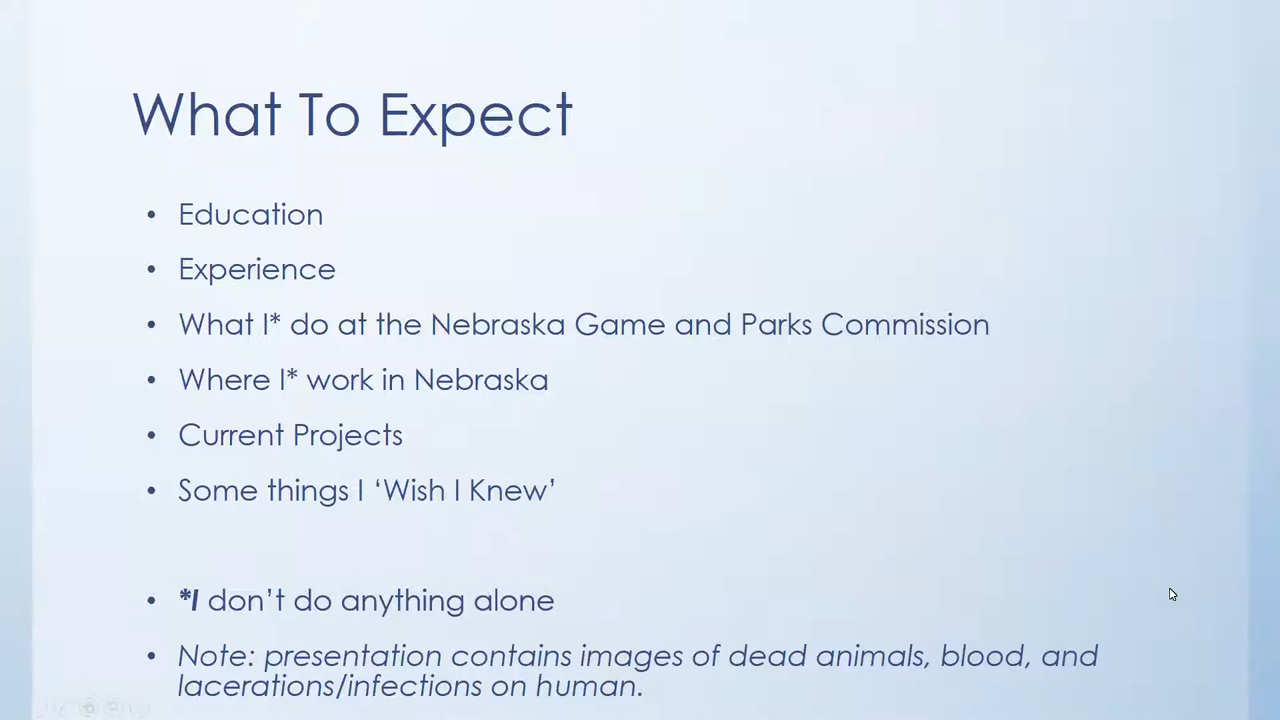 What To Expect
• Education
• Experience
• What I* do at the Nebraska Game and Parks Commission
• Where I* work in Nebraska
• Current Projects
• Some things I ‘Wish I Knew’
• *I don’t do anything alone
• Note: presentation contains images of dead animals, blood, and
lacerations/infections on human.